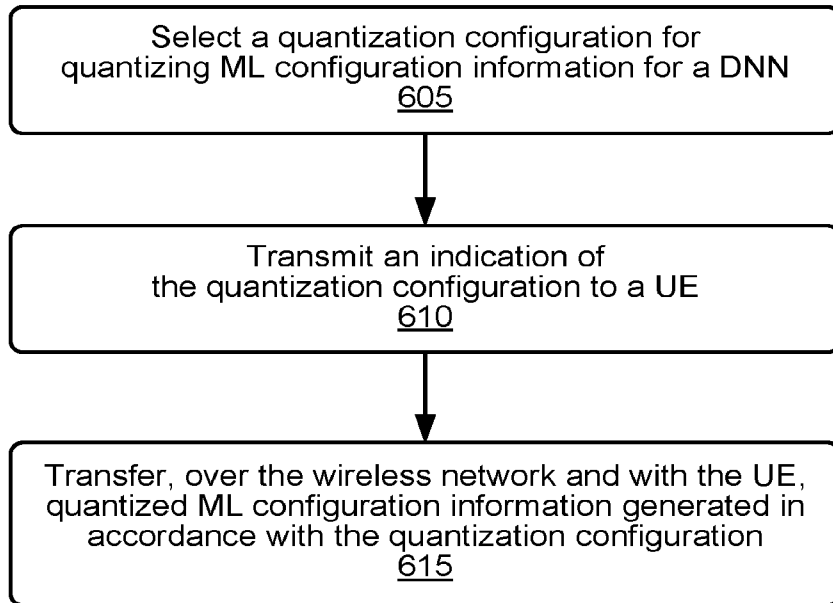 Select a quantization configuration for
quantizing ML configuration information for a DNN
605
Transmit an indication of
the quantization configuration to a UE
610
Transfer, over the wireless network and with the UE,
quantized ML configuration information generated in
accordance with the quantization configuration
615